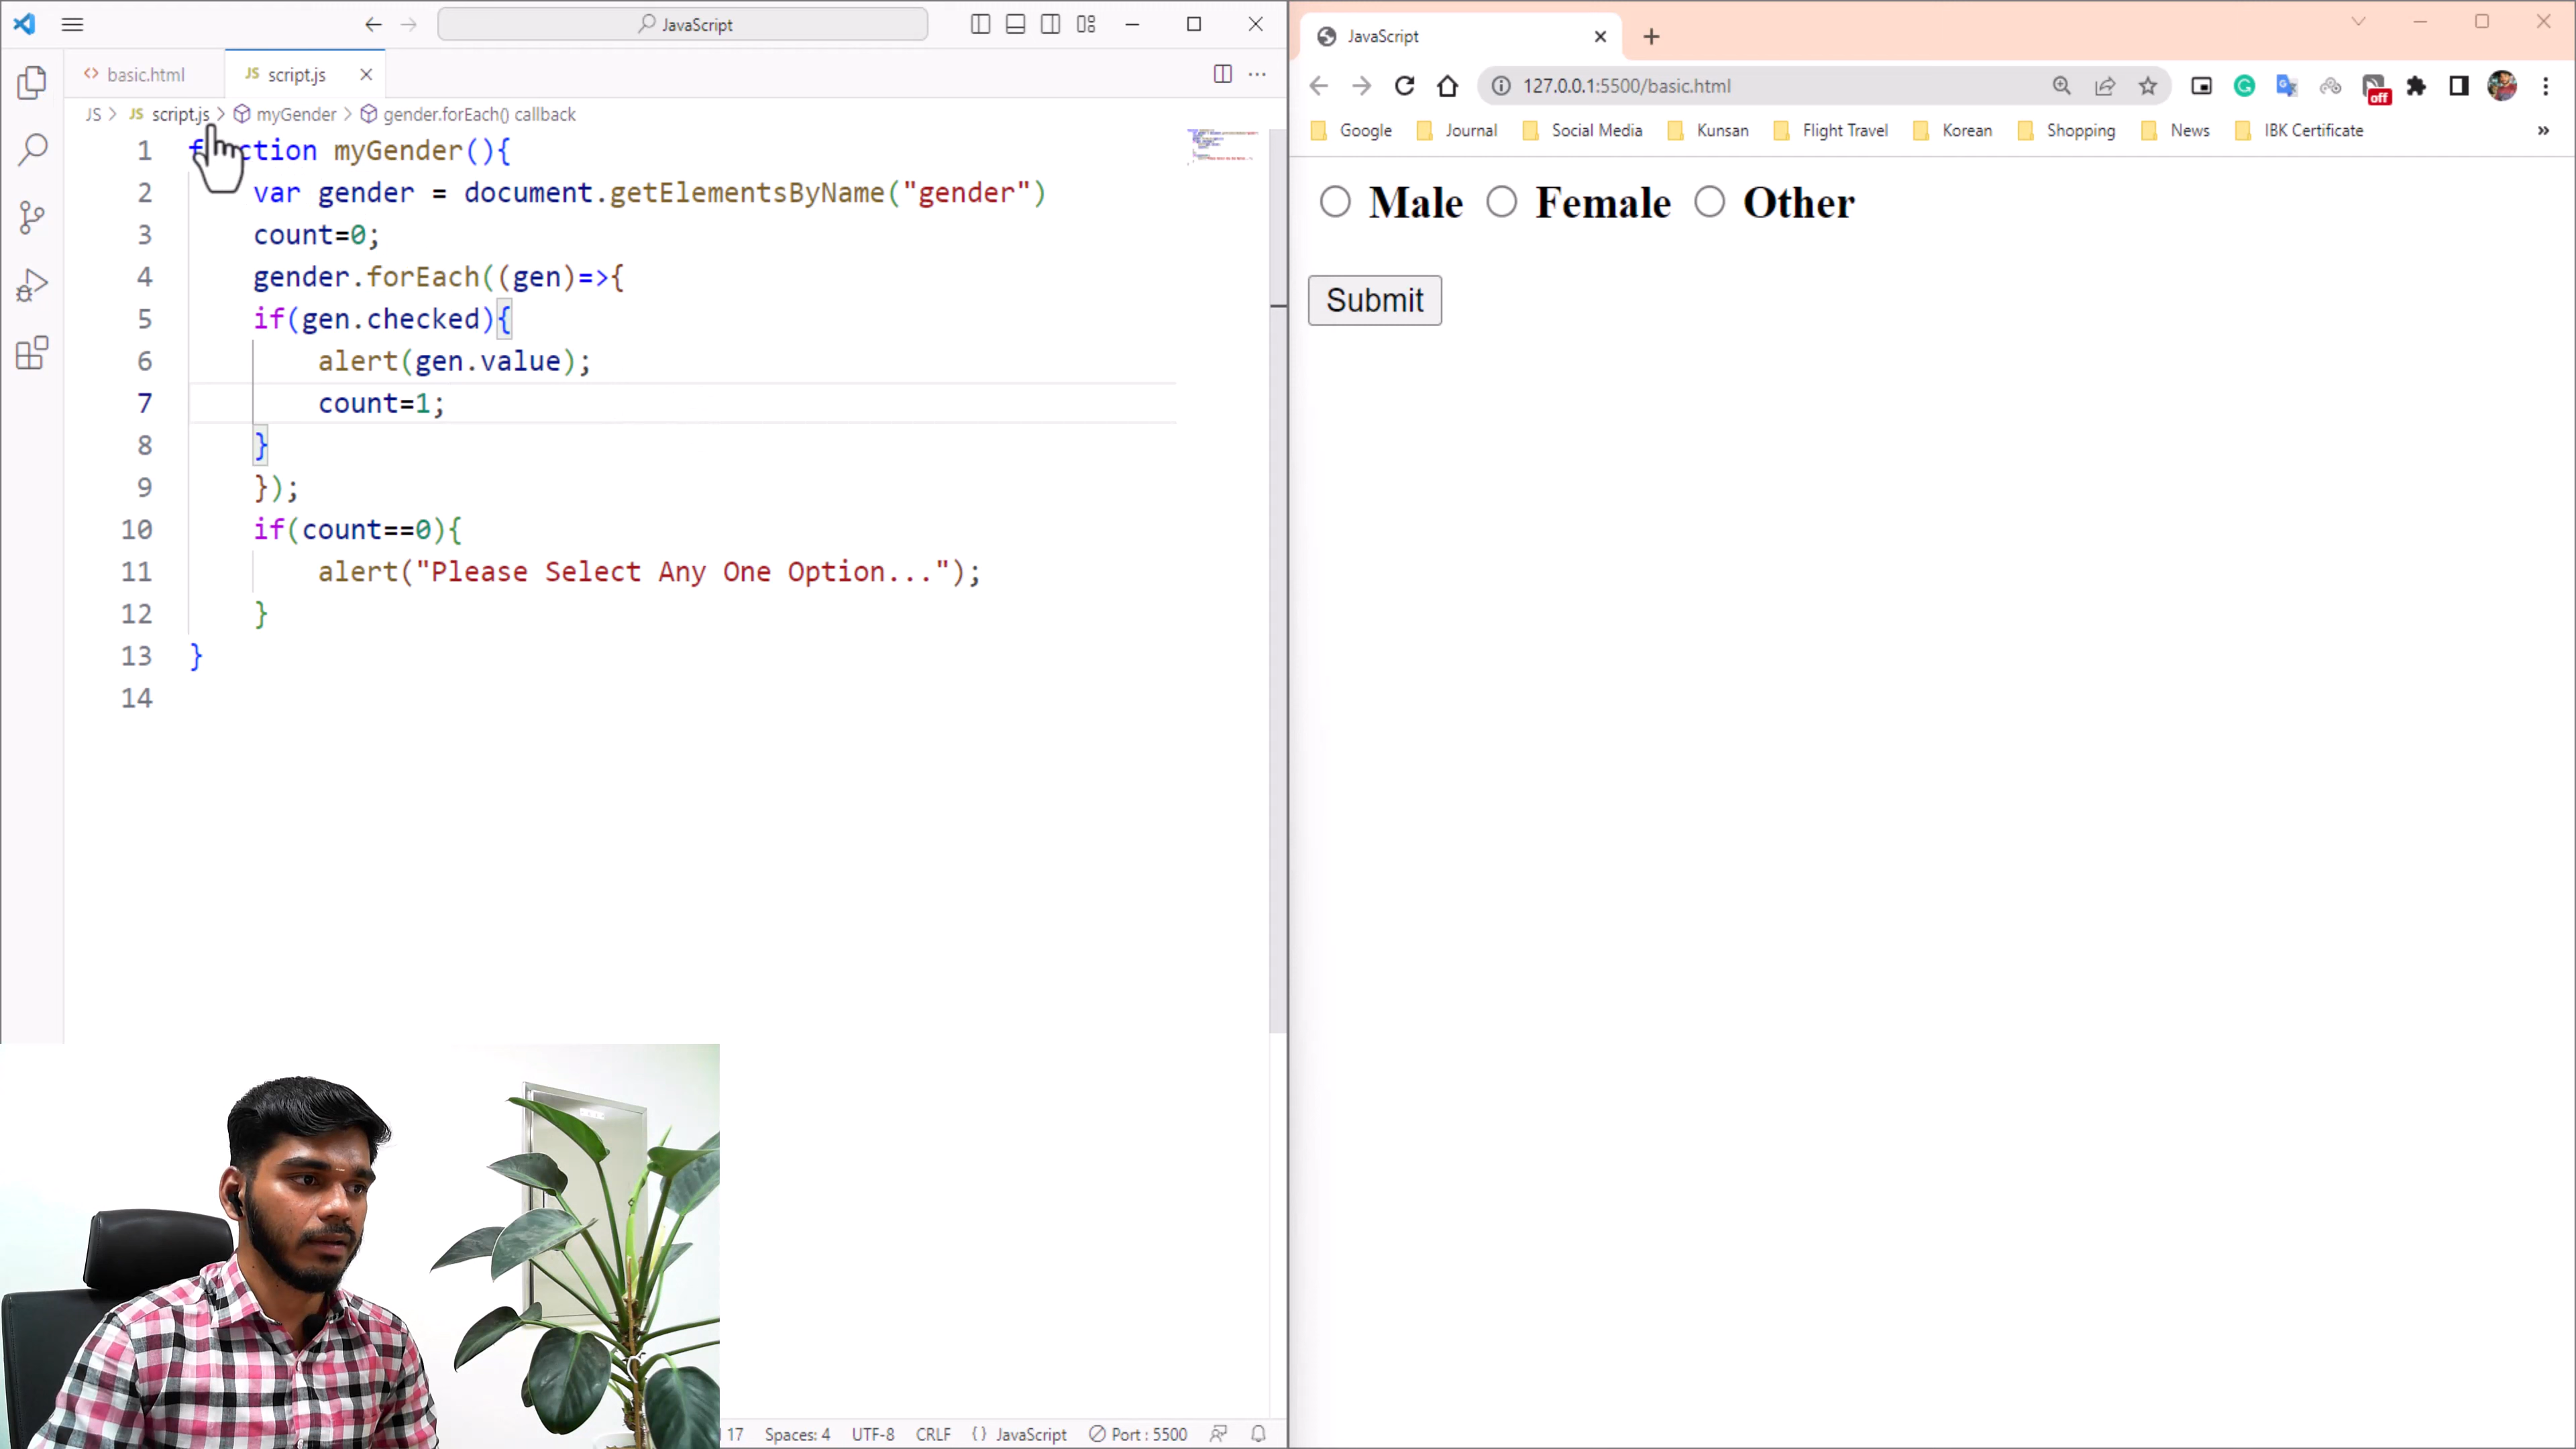 JavaScript
basic.html
JS script.js
JS > JS script.js > myGender > gender.forEach() callback
1 function myGender(){
2 var gender = document.getElementsByName("gender")
3 count=0;
4 gender.forEach((gen)=>{
5 if(gen.checked){
6 alert(gen.value);
7 count=1;
8 }
9 });
10 if(count==0){
11 alert("Please Select Any One Option...");
12 }
13 }
14
17 Spaces: 4 UTF-8 CRLF {} JavaScript Port : 5500
JavaScript
127.0.0.1:5500/basic.html
off
Google Journal Social Media Kunsan Flight Travel Korean Shopping News IBK Certificate »
Male Female Other
Submit